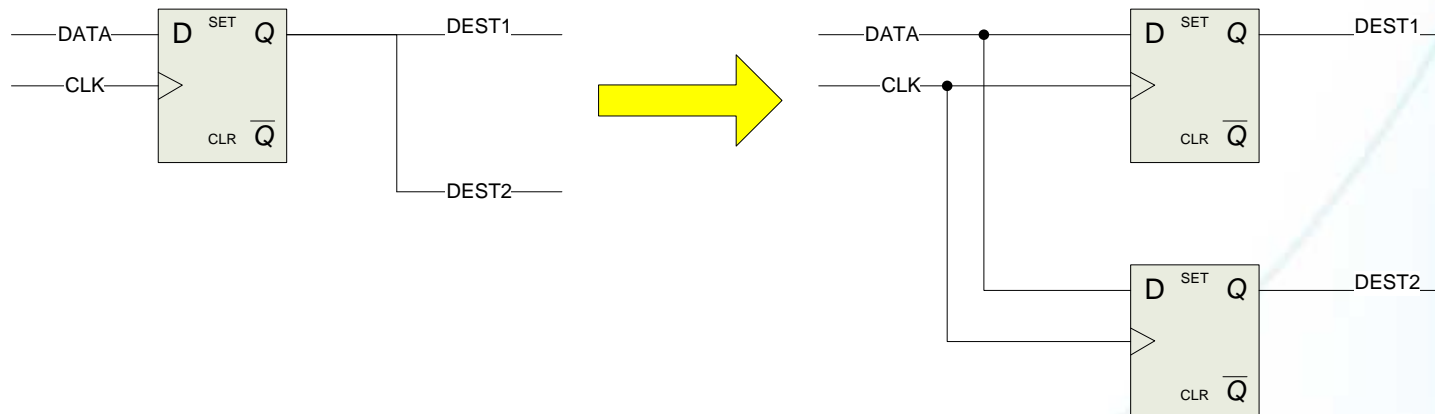 DATA
CLK
D SET Q
CLR Q̅
DEST1
DEST2
DATA
CLK
D SET Q
CLR Q̅
DEST1
D SET Q
CLR Q̅
DEST2